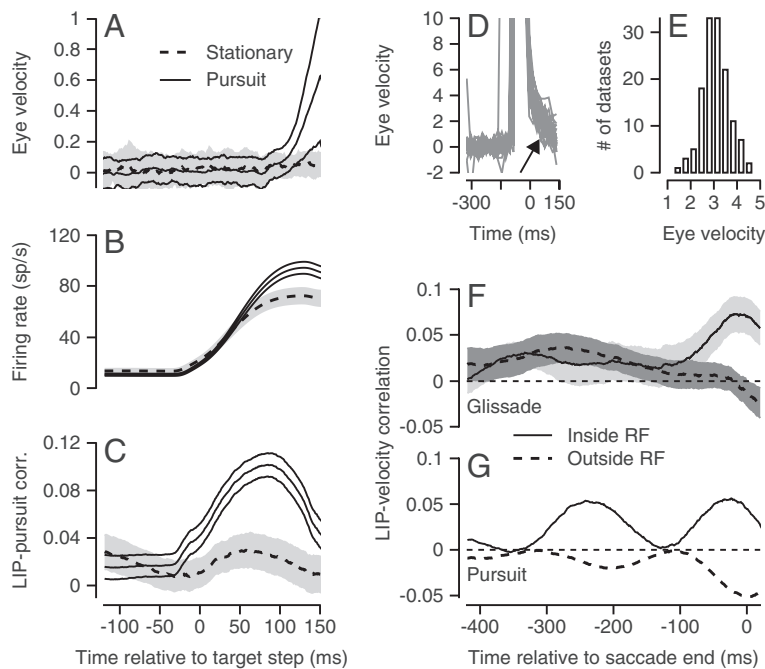 A
1
0.6
0.2
0
Eye velocity
Stationary
Pursuit
B
120
80
40
0
Firing rate (sp/s)
C
0.12
0.08
0.04
0
LIP-pursuit corr.
-100 -50 0 50 100 150
Time relative to target step (ms)
D
10
8
6
4
2
0
-2
Eye velocity
-300 0 150
Time (ms)
E
30
20
10
0
# of datasets
1 2 3 4 5
Eye velocity
F
0.1
0.05
0
-0.05
Glissade
LIP-velocity correlation
Inside RF
Outside RF
G
0.1
0.05
0
-0.05
Pursuit
-400 -300 -200 -100 0
Time relative to saccade end (ms)